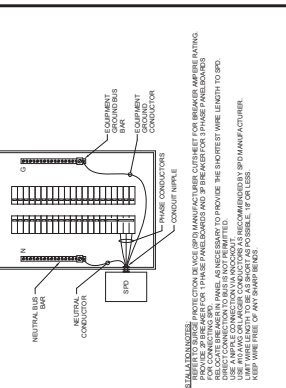 G
EQUIPMENT
GROUND BUS
BAR
EQUIPMENT
GROUND
CONDUCTOR
PHASE CONDUCTORS
CONDUIT NIPPLE
N
NEUTRAL BUS
BAR
NEUTRAL
CONDUCTOR
SPD
STALLATION NOTES:
REFER TO SURGE PROTECTION DEVICE (SPD MANUFACTURER CUTSHEET FOR BREAKER AMPERE RATING.
PROVIDE 2P BREAKER FOR 1 PHASE PANELBOARDS AND 3P BREAKER FOR 3 PHASE PANELBOARDS
FOR CONNECTING SPD.
RELOCATE BREAKER IN PANEL AS NECESSARY TO PROVIDE THE SHORTEST WIRE LENGTH TO SPD.
DIRECT CONNECTION TO BUS IS NOT PERMITTED.
USE A NIPPLE CONNECTION VIA KNOCKOUT.
USE #10 AWG OR LARGER CONDUCTORS AS RECOMMENDED BY SPD MANUFACTURER.
LIMIT WIRE LENGTH TO BE AS SHORT AS POSSIBLE, 18" OR LESS.
KEEP WIRE FREE OF ANY SHARP BENDS.